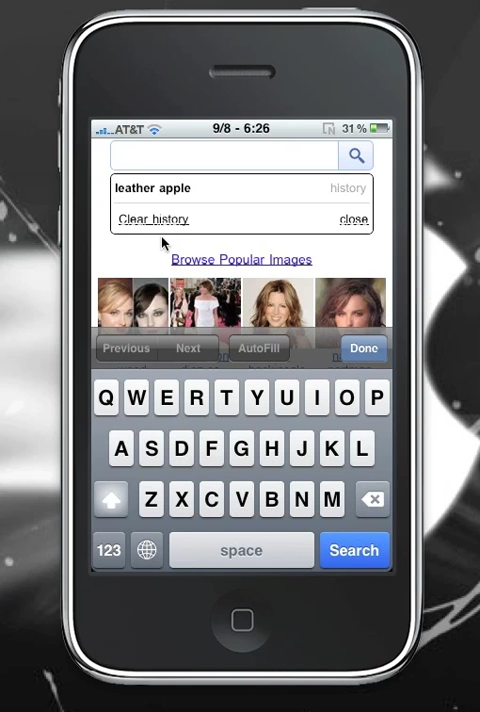 AT&T 9/8 - 6:26 31%
leather apple history
Clear history close
Browse Popular Images
Previous Next AutoFill Done
Q W E R T Y U I O P
A S D F G H J K L
Z X C V B N M
123 space Search